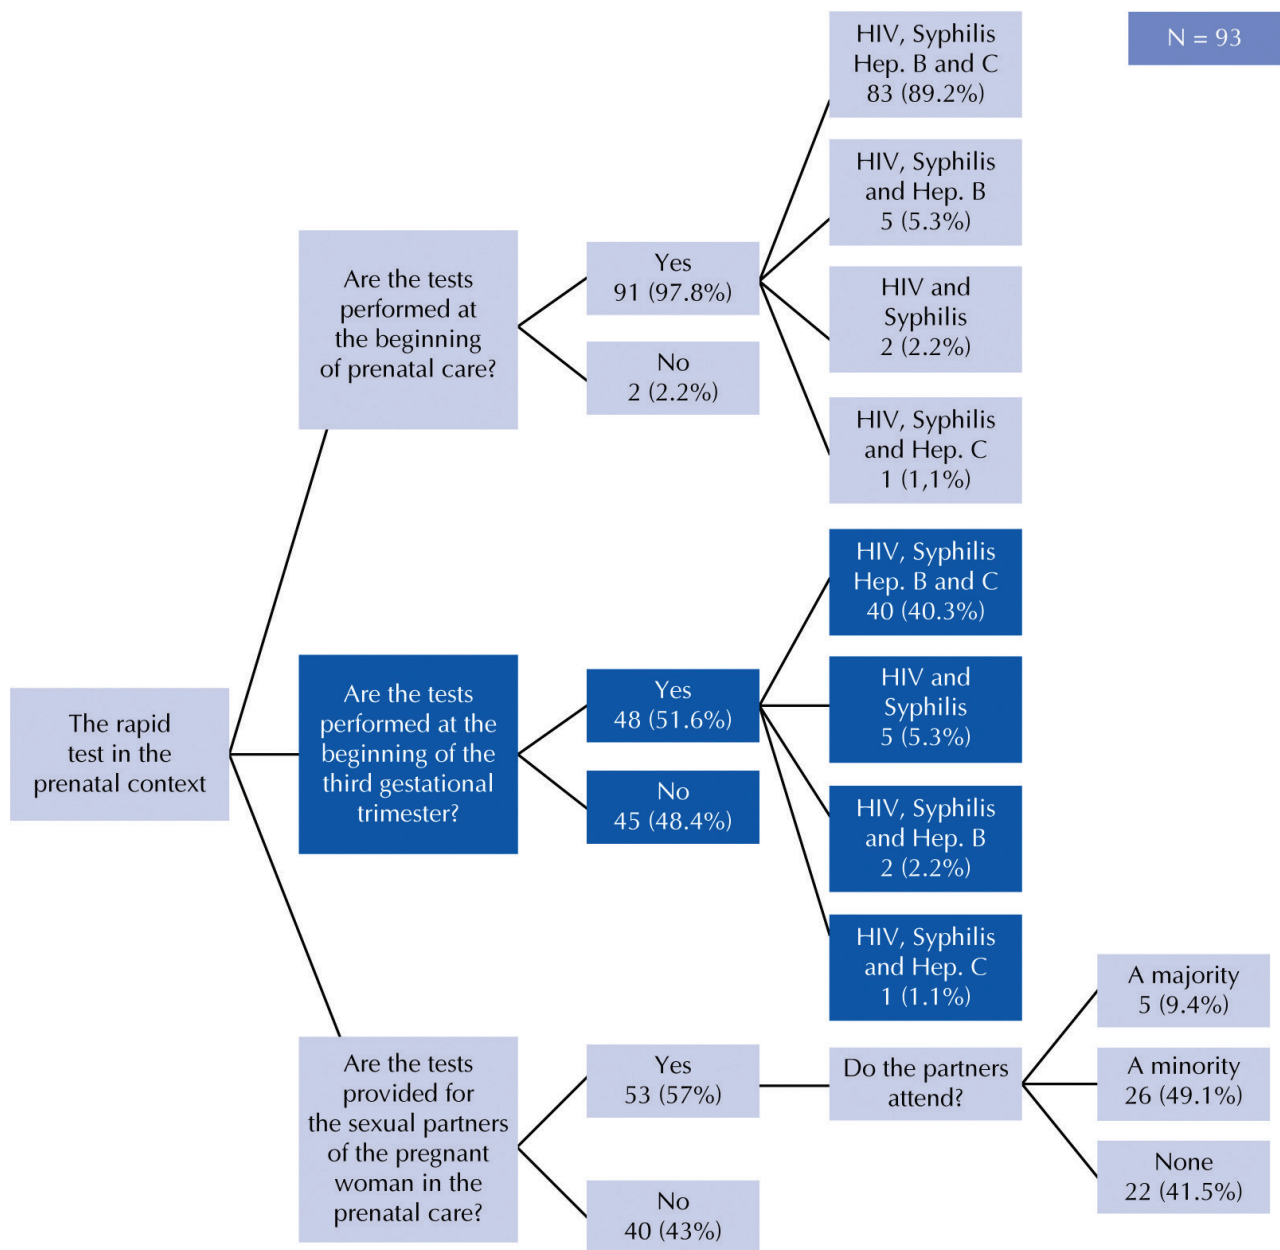 N = 93
The rapid
test in the
prenatal context
Are the tests
performed at
the beginning
of prenatal care?
Yes
91 (97.8%)
No
2 (2.2%)
HIV, Syphilis
Hep. B and C
83 (89.2%)
HIV, Syphilis
and Hep. B
5 (5.3%)
HIV and
Syphilis
2 (2.2%)
HIV, Syphilis
and Hep. C
1 (1,1%)
Are the tests
performed at the
beginning of the
third gestational
trimester?
Yes
48 (51.6%)
No
45 (48.4%)
HIV, Syphilis
Hep. B and C
40 (40.3%)
HIV and
Syphilis
5 (5.3%)
HIV, Syphilis
and Hep. B
2 (2.2%)
HIV, Syphilis
and Hep. C
1 (1.1%)
Are the tests
provided for
the sexual partners
of the pregnant
woman in the
prenatal care?
Yes
53 (57%)
No
40 (43%)
Do the partners
attend?
A majority
5 (9.4%)
A minority
26 (49.1%)
None
22 (41.5%)